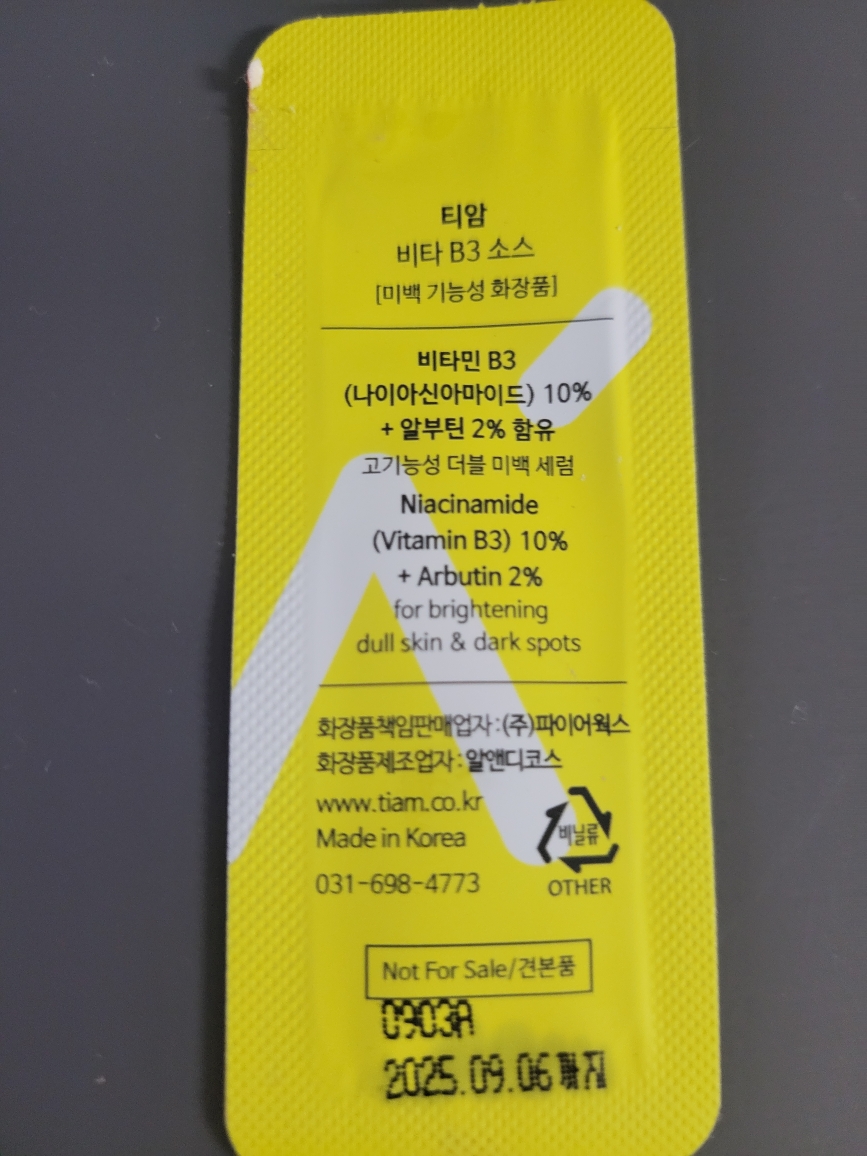 티암
비타 B3 소스
[미백 기능성 화장품]
비타민 B3
(나이아신아마이드) 10%
+ 알부틴 2% 함유
고기능성 더블 미백 세럼
Niacinamide
(Vitamin B3) 10%
+ Arbutin 2%
for brightening
dull skin & dark spots
화장품책임판매업자 : (주)파이어웍스
화장품제조업자 : 알앤디코스
www.tiam.co.kr
Made in Korea
비닐류
031-698-4773
OTHER
Not For Sale/견본품
0903A
2025.09.06 까지